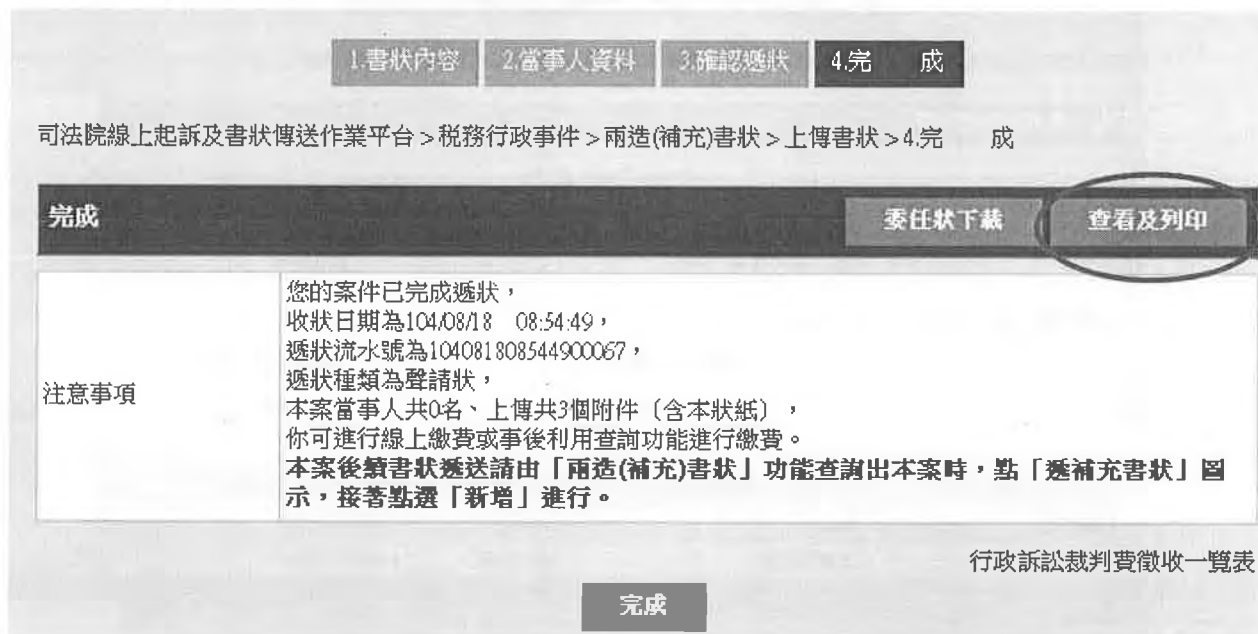 1.書狀內容 2.當事人資料 3.確認遞狀 4.完 成
司法院線上起訴及書狀傳送作業平台>稅務行政事件>兩造(補充)書狀>上傳書狀>4.完 成
完成 委任狀下載 查看及列印
注意事項
您的案件已完成遞狀，
收狀日期為104/08/18 08:54:49，
遞狀流水號為104081808544900067，
遞狀種類為聲請狀，
本案當事人共0名、上傳共3個附件〔含本狀紙〕，
你可進行線上繳費或事後利用查詢功能進行繳費。
本案後續書狀遞送請由「兩造(補充)書狀」功能查詢出本案時，點「遞補充書狀」圖
示，接著點選「新增」進行。
行政訴訟裁判費徵收一覽表
完成